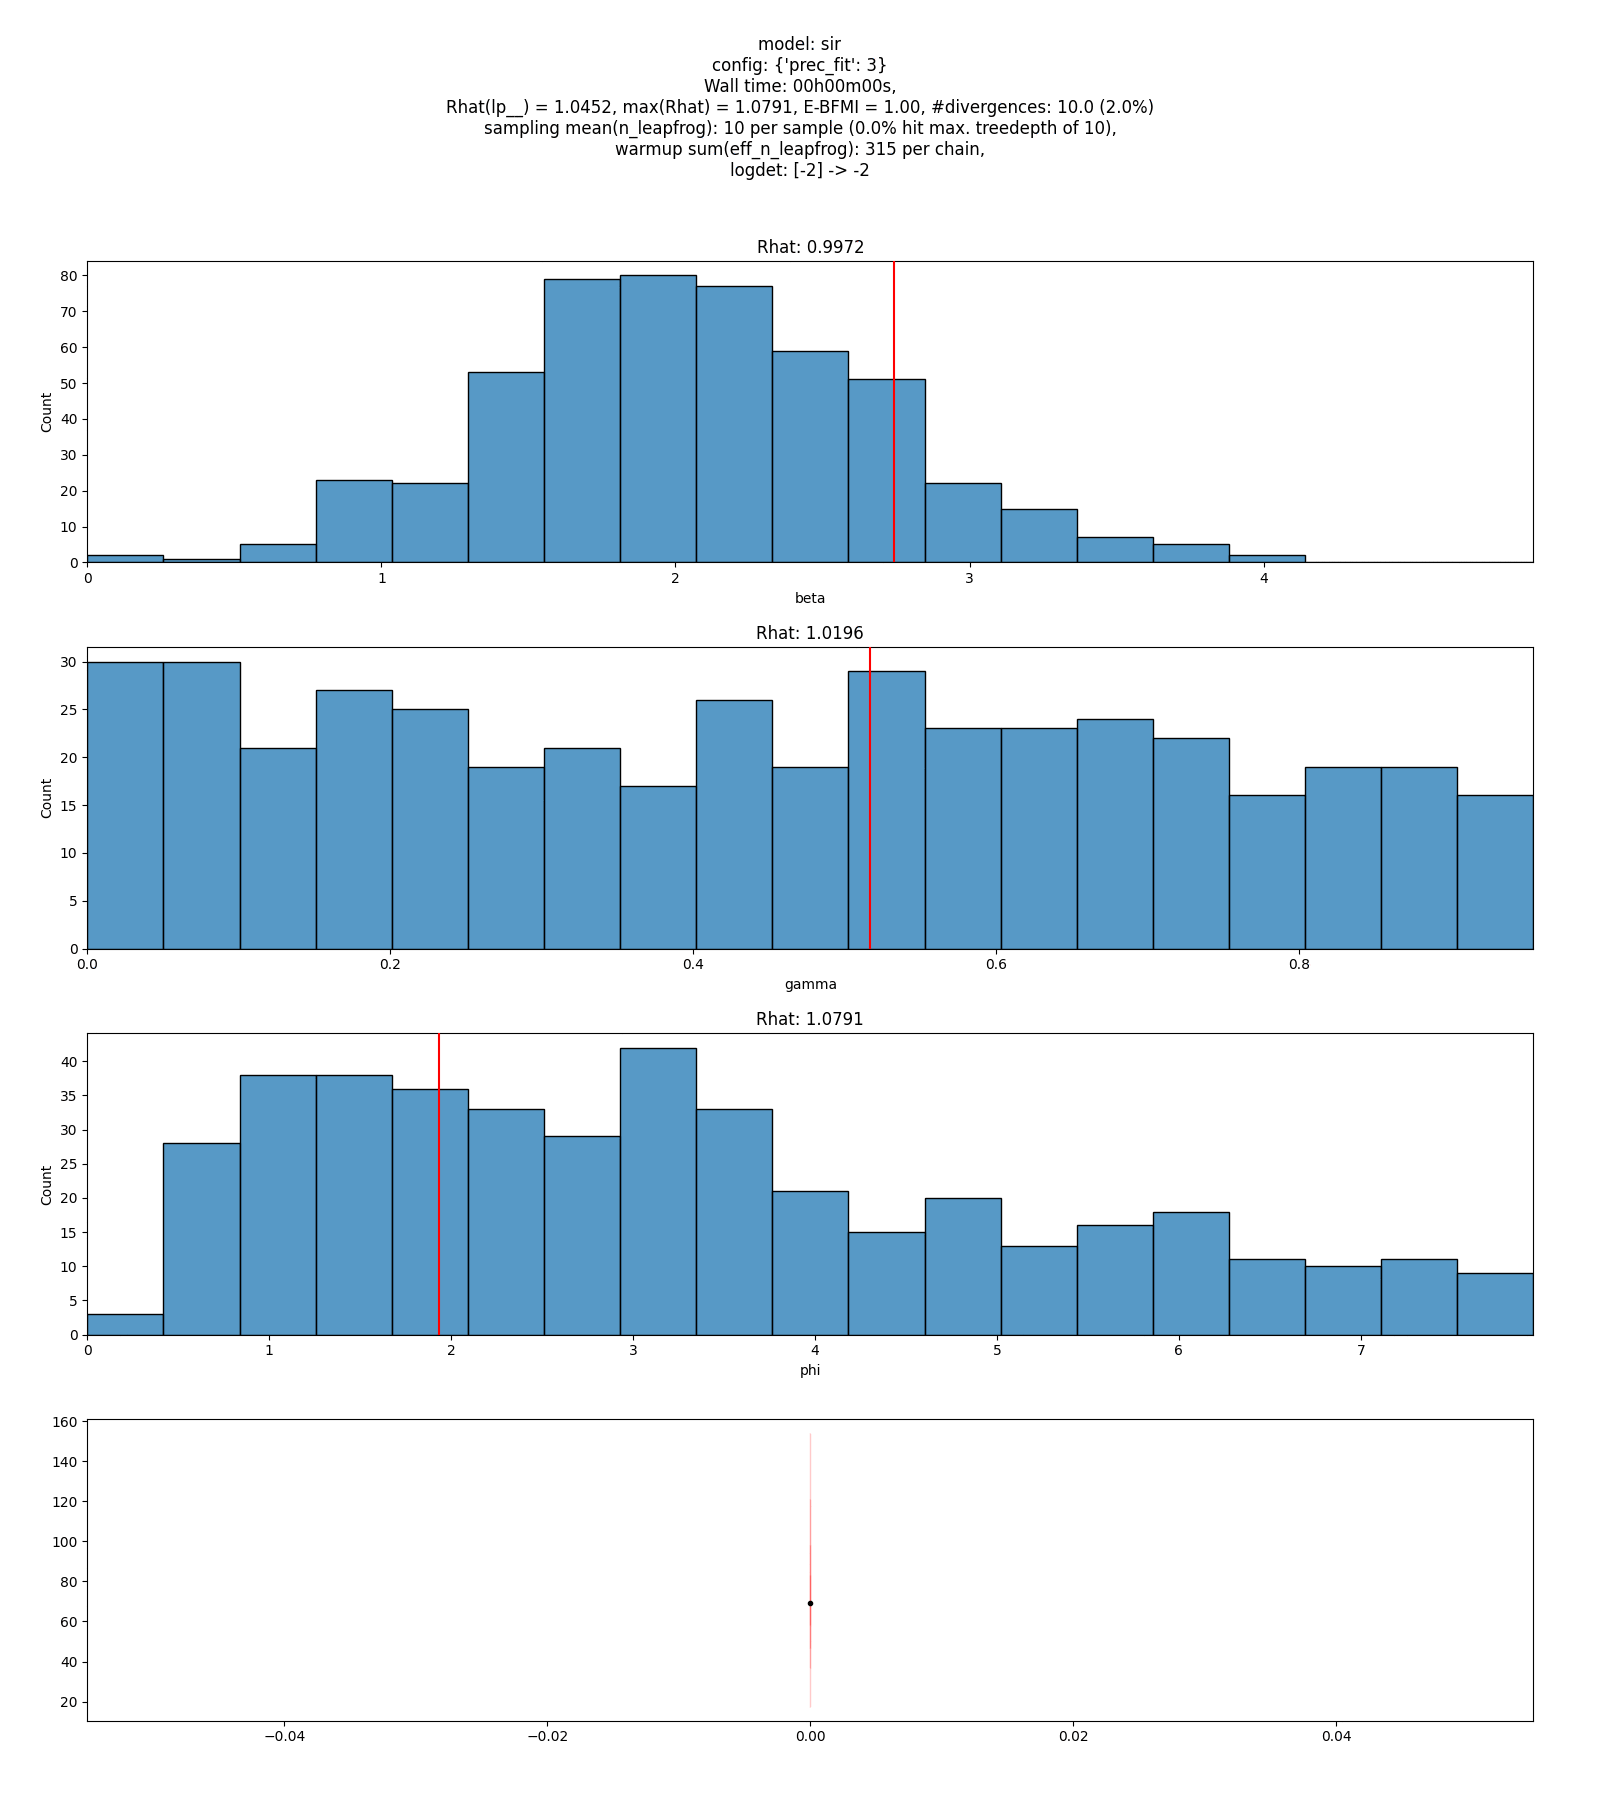 model: sir
config: {'prec_fit': 3}
Wall time: 00h00m00s,
Rhat(lp__) = 1.0452, max(Rhat) = 1.0791, E-BFMI = 1.00, #divergences: 10.0 (2.0%)
sampling mean(n_leapfrog): 10 per sample (0.0% hit max. treedepth of 10),
warmup sum(eff_n_leapfrog): 315 per chain,
logdet: [-2] -> -2
Rhat: 0.9972
80
70
60
50
40
30
20
10
0
Count
0 1 2 3 4
beta
Rhat: 1.0196
30
25
20
15
10
5
0
Count
0.0 0.2 0.4 0.6 0.8
gamma
Rhat: 1.0791
40
35
30
25
20
15
10
5
0
Count
0 1 2 3 4 5 6 7
phi
160
140
120
100
80
60
40
20
−0.04 −0.02 0.00 0.02 0.04